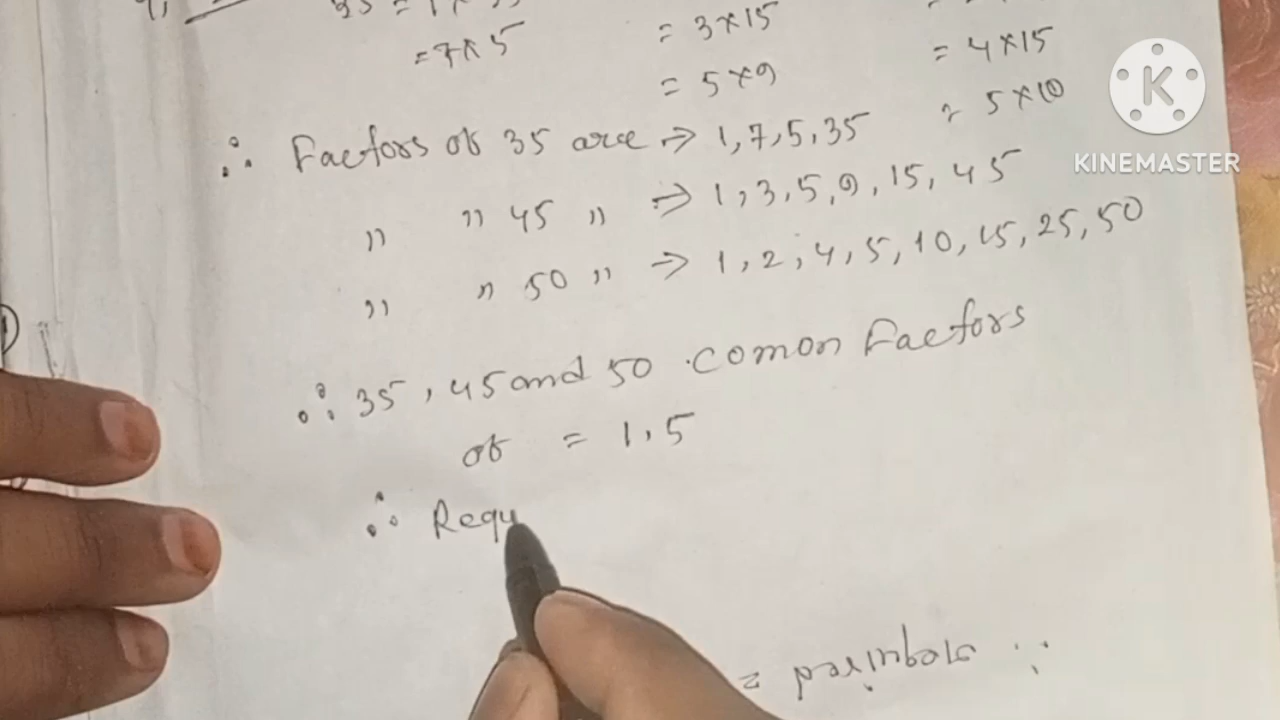 = 7×5 = 3×15 = 4×15
= 5×9 = 5×10
∴ Factors of 35 are → 1, 7, 5, 35
,, ,, 45 ,, → 1, 3, 5, 9, 15, 45
,, ,, 50 ,, → 1, 2, 4, 5, 10, 15, 25, 50
∴ 35, 45 and 50 comon Factors
of = 1, 5
∴ Requ
∴ required =
KINEMASTER